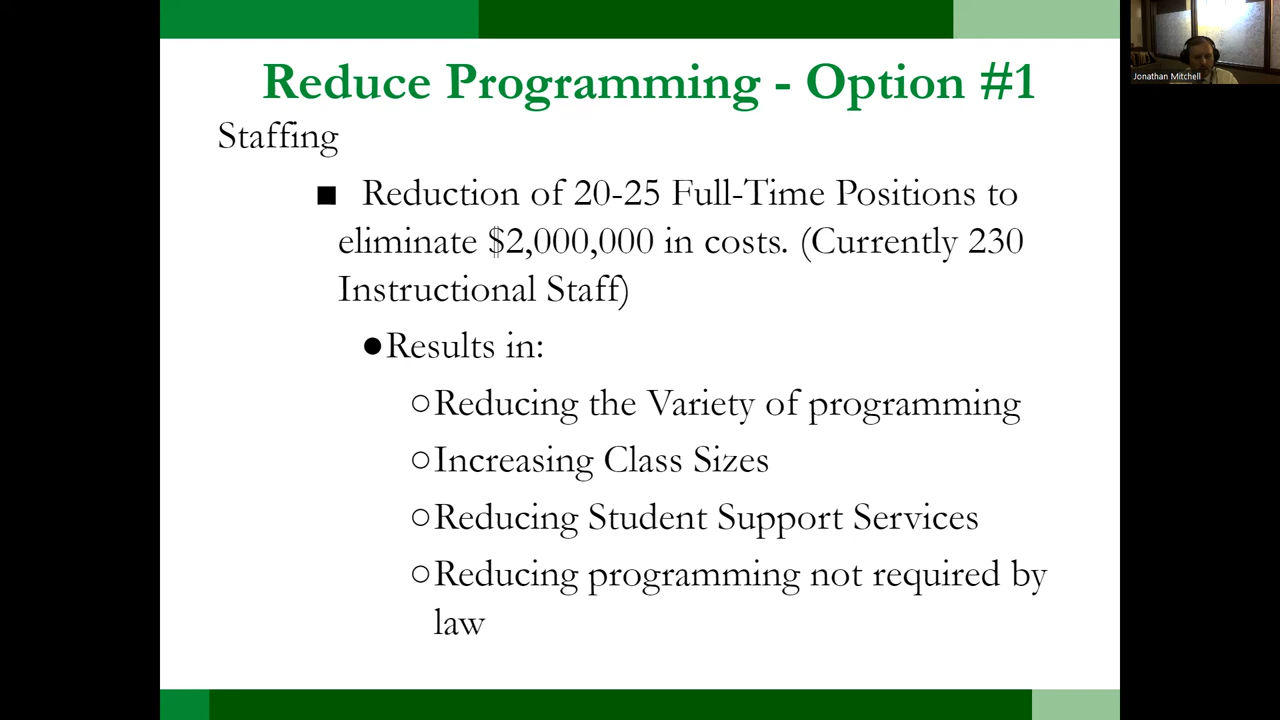 Reduce Programming - Option #1
Jonathan Mitchell
Staffing
■ Reduction of 20-25 Full-Time Positions to
eliminate $2,000,000 in costs. (Currently 230
Instructional Staff)
●Results in:
○Reducing the Variety of programming
○Increasing Class Sizes
○Reducing Student Support Services
○Reducing programming not required by
law